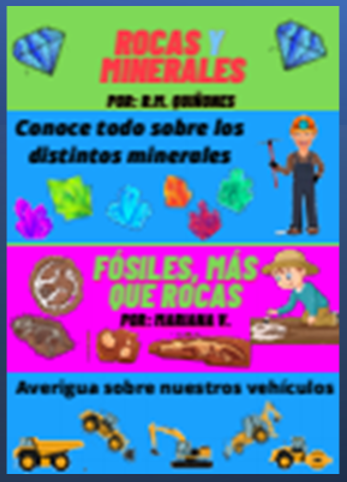 ROCAS Y
MINERALES
POR: R.M. QUIÑONES
Conoce todo sobre los
distintos minerales
FÓSILES, MÁS
QUE ROCAS
POR: MARIANA V.
Averigua sobre nuestros vehículos